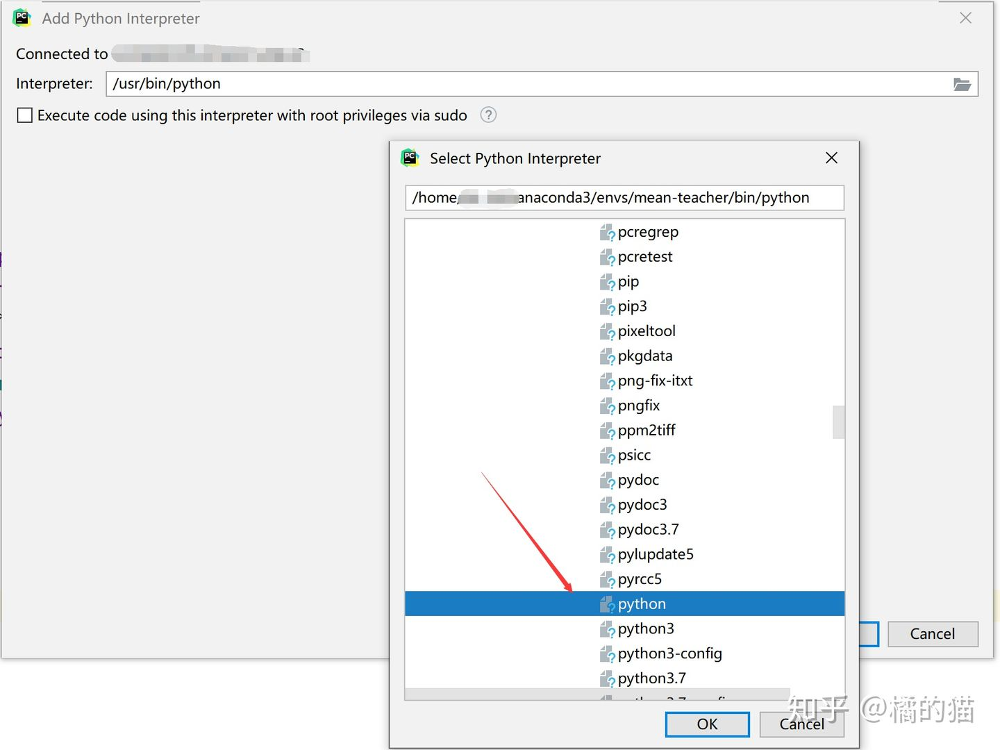 Add Python Interpreter
Connected to
Interpreter: /usr/bin/python
Execute code using this interpreter with root privileges via sudo
Select Python Interpreter
/home/ anaconda3/envs/mean-teacher/bin/python
pcregrep
pcretest
pip
pip3
pixeltool
pkgdata
png-fix-itxt
pngfix
ppm2tiff
psicc
pydoc
pydoc3
pydoc3.7
pylupdate5
pyrcc5
python
python3
python3-config
python3.7
Cancel
OK
Cancel
知乎 @橘的猫